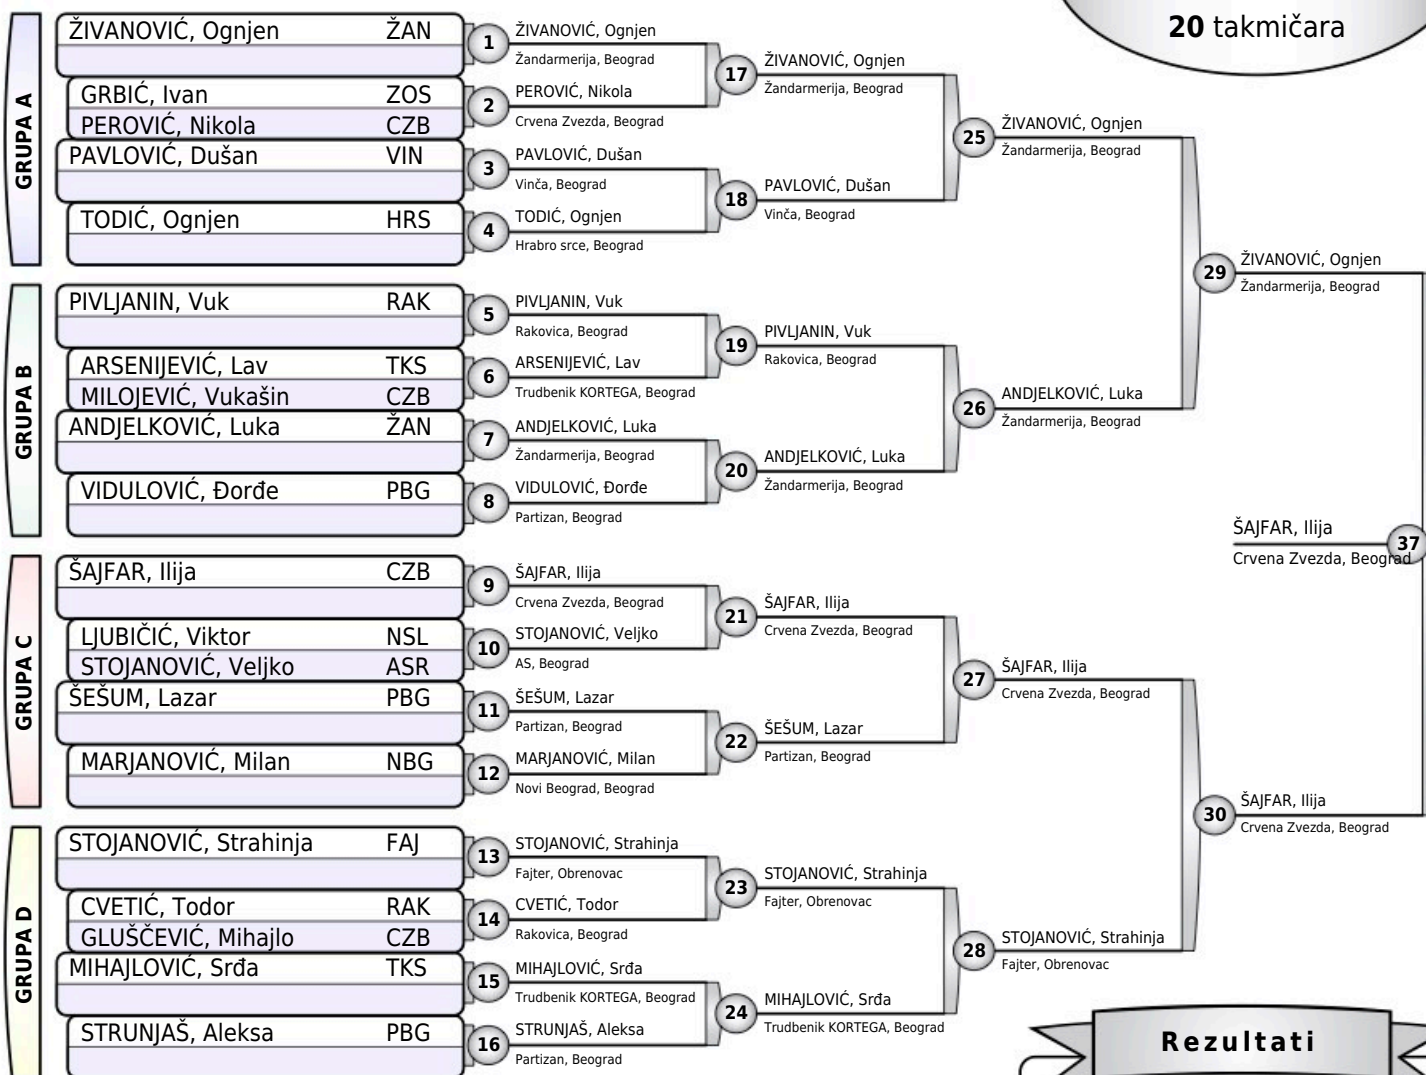 20 takmičara
GRUPA A
ŽIVANOVIĆ, Ognjen ŽAN
GRBIĆ, Ivan ZOS
PEROVIĆ, Nikola CZB
PAVLOVIĆ, Dušan VIN
TODIĆ, Ognjen HRS
GRUPA B
PIVLJANIN, Vuk RAK
ARSENIJEVIĆ, Lav TKS
MILOJEVIĆ, Vukašin CZB
ANDJELKOVIĆ, Luka ŽAN
VIDULOVIĆ, Đorđe PBG
GRUPA C
ŠAJFAR, Ilija CZB
LJUBIČIĆ, Viktor NSL
STOJANOVIĆ, Veljko ASR
ŠEŠUM, Lazar PBG
MARJANOVIĆ, Milan NBG
GRUPA D
STOJANOVIĆ, Strahinja FAJ
CVETIĆ, Todor RAK
GLUŠČEVIĆ, Mihajlo CZB
MIHAJLOVIĆ, Srđa TKS
STRUNJAŠ, Aleksa PBG
1 ŽIVANOVIĆ, Ognjen
Žandarmerija, Beograd
2 PEROVIĆ, Nikola
Crvena Zvezda, Beograd
3 PAVLOVIĆ, Dušan
Vinča, Beograd
4 TODIĆ, Ognjen
Hrabro srce, Beograd
5 PIVLJANIN, Vuk
Rakovica, Beograd
6 ARSENIJEVIĆ, Lav
Trudbenik KORTEGA, Beograd
7 ANDJELKOVIĆ, Luka
Žandarmerija, Beograd
8 VIDULOVIĆ, Đorđe
Partizan, Beograd
9 ŠAJFAR, Ilija
Crvena Zvezda, Beograd
10 STOJANOVIĆ, Veljko
AS, Beograd
11 ŠEŠUM, Lazar
Partizan, Beograd
12 MARJANOVIĆ, Milan
Novi Beograd, Beograd
13 STOJANOVIĆ, Strahinja
Fajter, Obrenovac
14 CVETIĆ, Todor
Rakovica, Beograd
15 MIHAJLOVIĆ, Srđa
Trudbenik KORTEGA, Beograd
16 STRUNJAŠ, Aleksa
Partizan, Beograd
17 ŽIVANOVIĆ, Ognjen
Žandarmerija, Beograd
18 PAVLOVIĆ, Dušan
Vinča, Beograd
19 PIVLJANIN, Vuk
Rakovica, Beograd
20 ANDJELKOVIĆ, Luka
Žandarmerija, Beograd
21 ŠAJFAR, Ilija
Crvena Zvezda, Beograd
22 ŠEŠUM, Lazar
Partizan, Beograd
23 STOJANOVIĆ, Strahinja
Fajter, Obrenovac
24 MIHAJLOVIĆ, Srđa
Trudbenik KORTEGA, Beograd
25 ŽIVANOVIĆ, Ognjen
Žandarmerija, Beograd
26 ANDJELKOVIĆ, Luka
Žandarmerija, Beograd
27 ŠAJFAR, Ilija
Crvena Zvezda, Beograd
28 STOJANOVIĆ, Strahinja
Fajter, Obrenovac
29 ŽIVANOVIĆ, Ognjen
Žandarmerija, Beograd
30 ŠAJFAR, Ilija
Crvena Zvezda, Beograd
ŠAJFAR, Ilija 37
Crvena Zvezda, Beograd
Rezultati